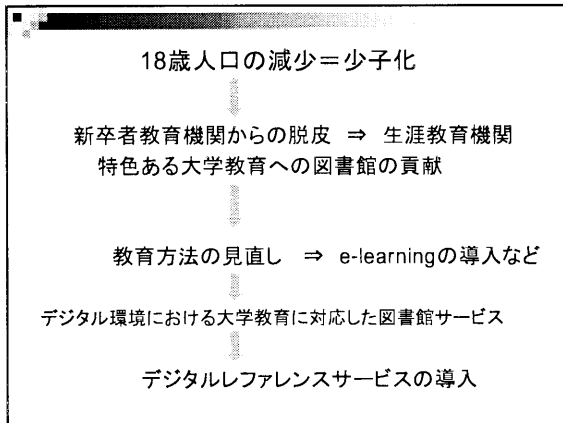 18歳人口の減少＝少子化
新卒者教育機関からの脱皮 ⇒ 生涯教育機関
特色ある大学教育への図書館の貢献
教育方法の見直し ⇒ e-learningの導入など
デジタル環境における大学教育に対応した図書館サービス
デジタルレファレンスサービスの導入